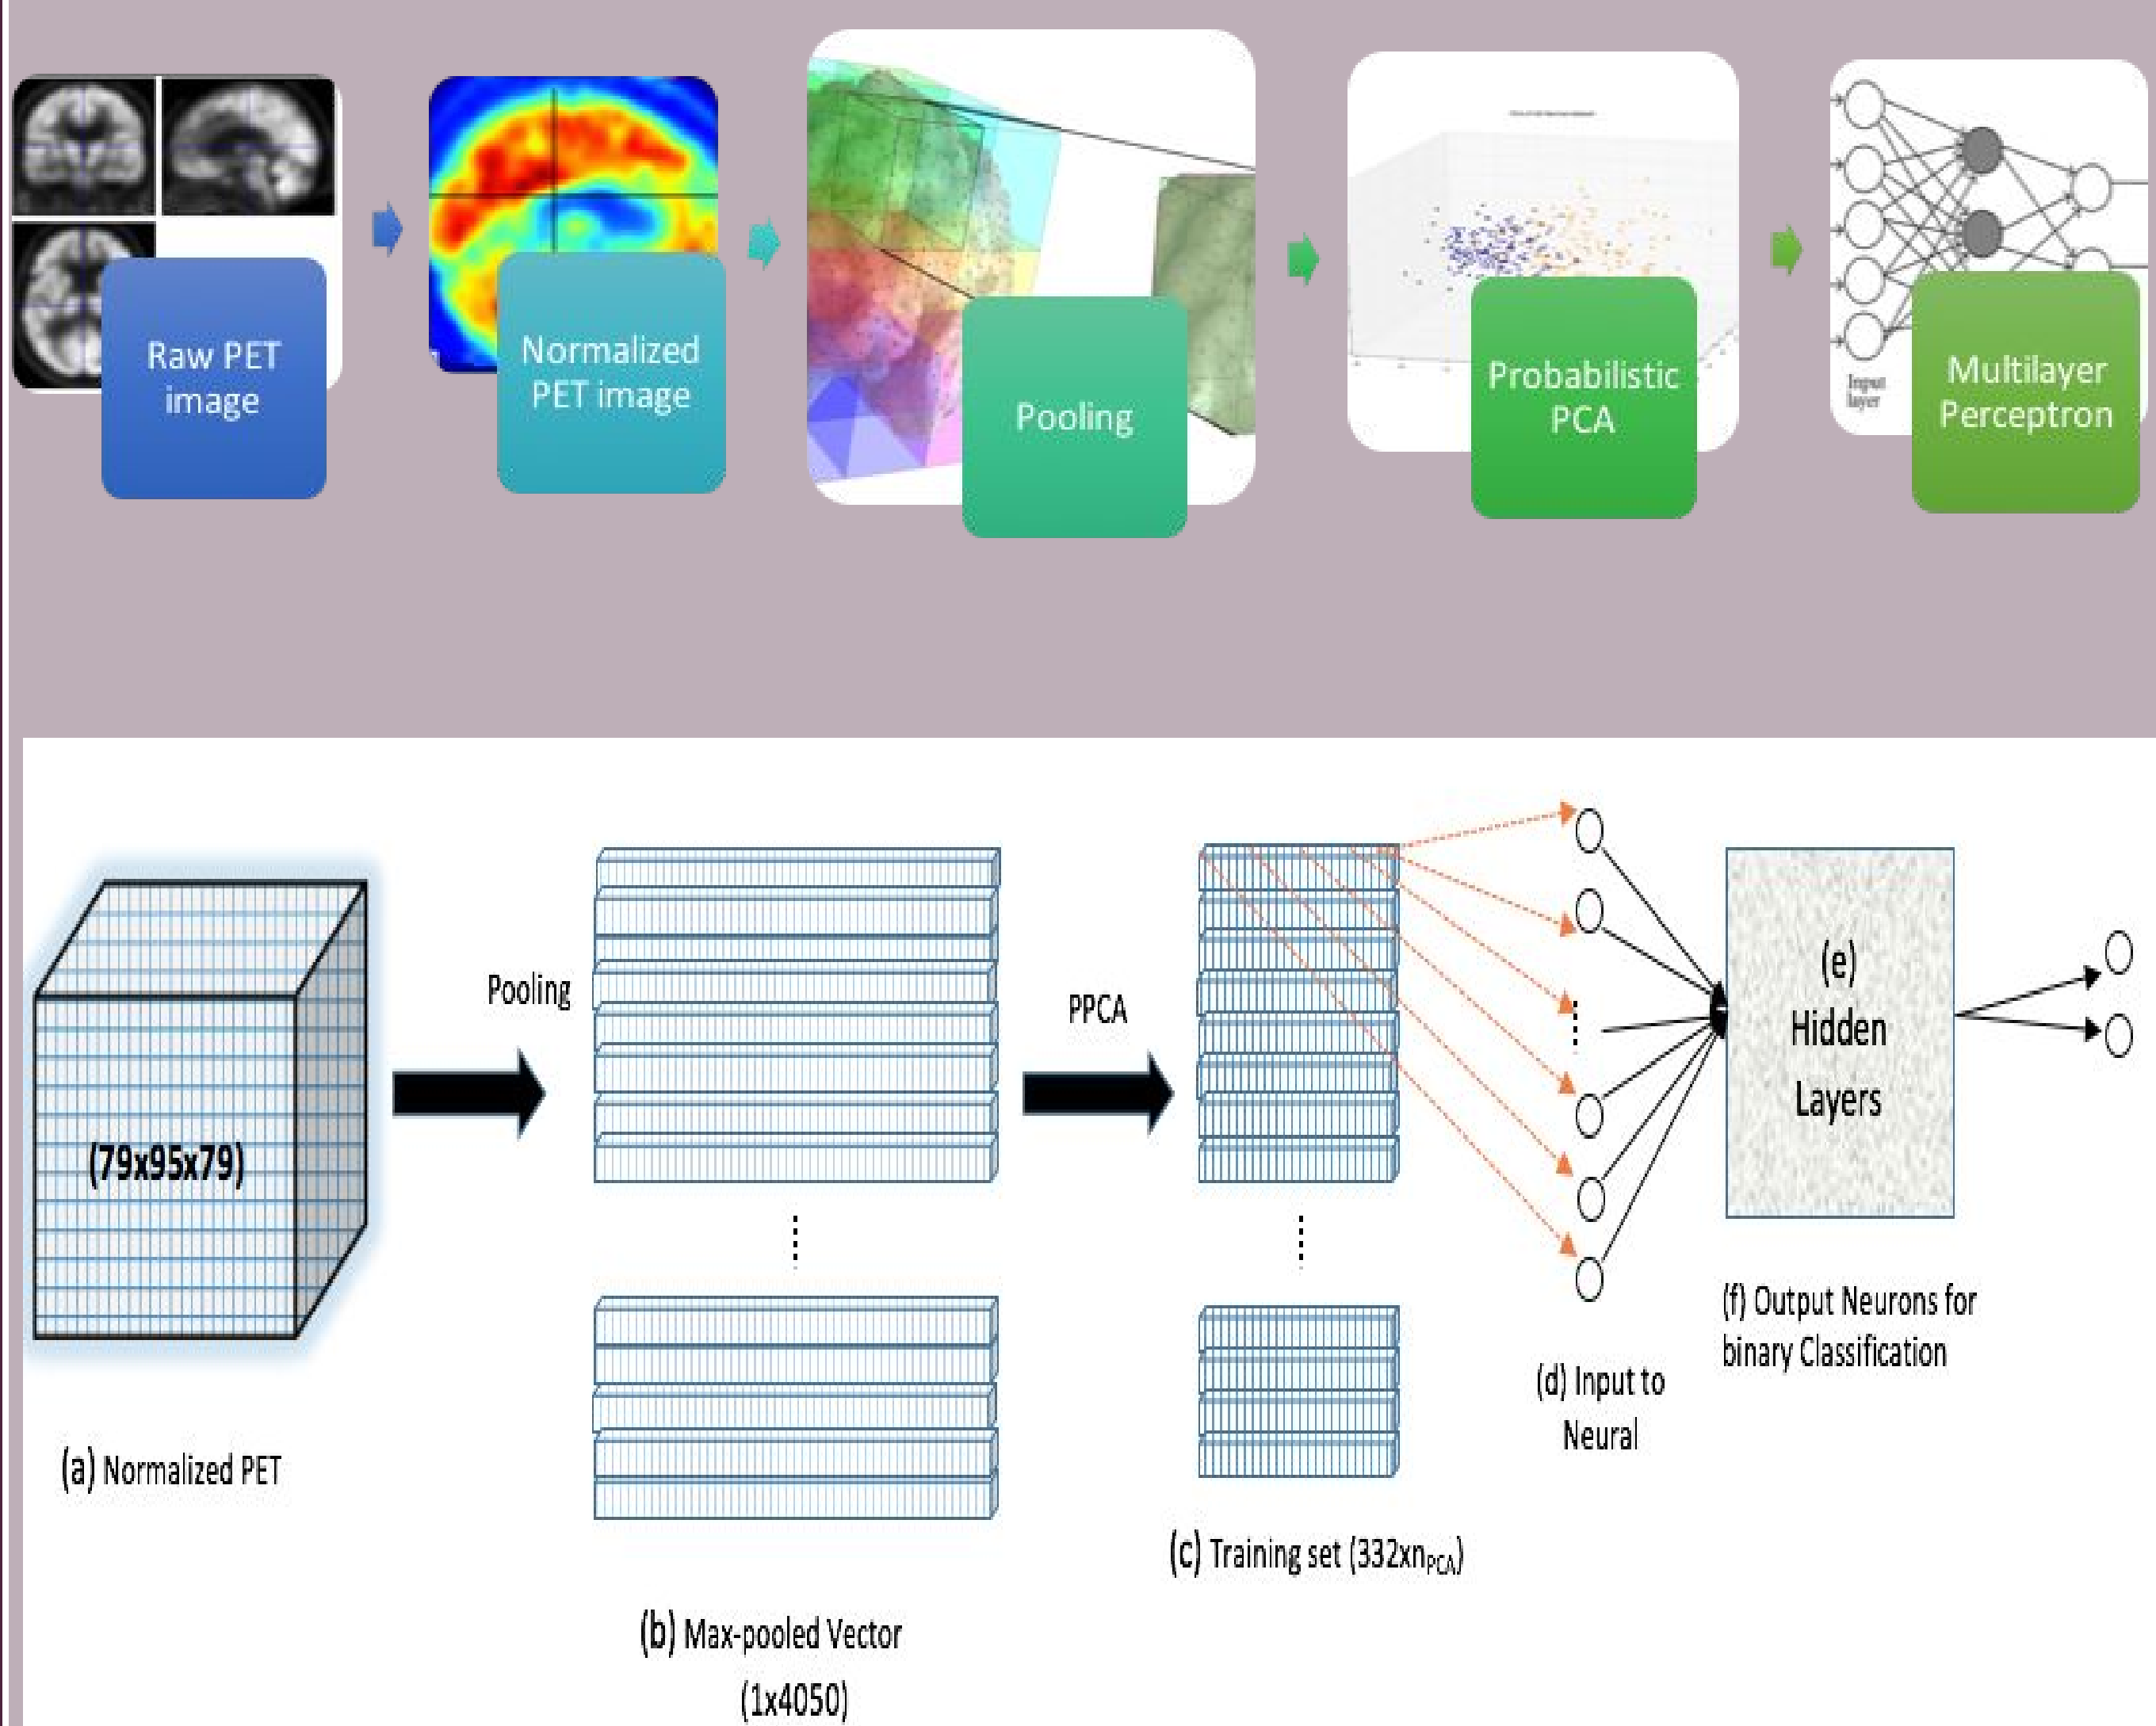 Raw PET
image
Normalized
PET image
Pooling
Probabilistic
PCA
Input
layer
Multilayer
Perceptron
(79x95x79)
Pooling
PPCA
(e)
Hidden
Layers
(a) Normalized PET
(b) Max-pooled Vector
(1x4050)
(c) Training set (332xnPCA)
(d) Input to
Neural
(f) Output Neurons for
binary Classification